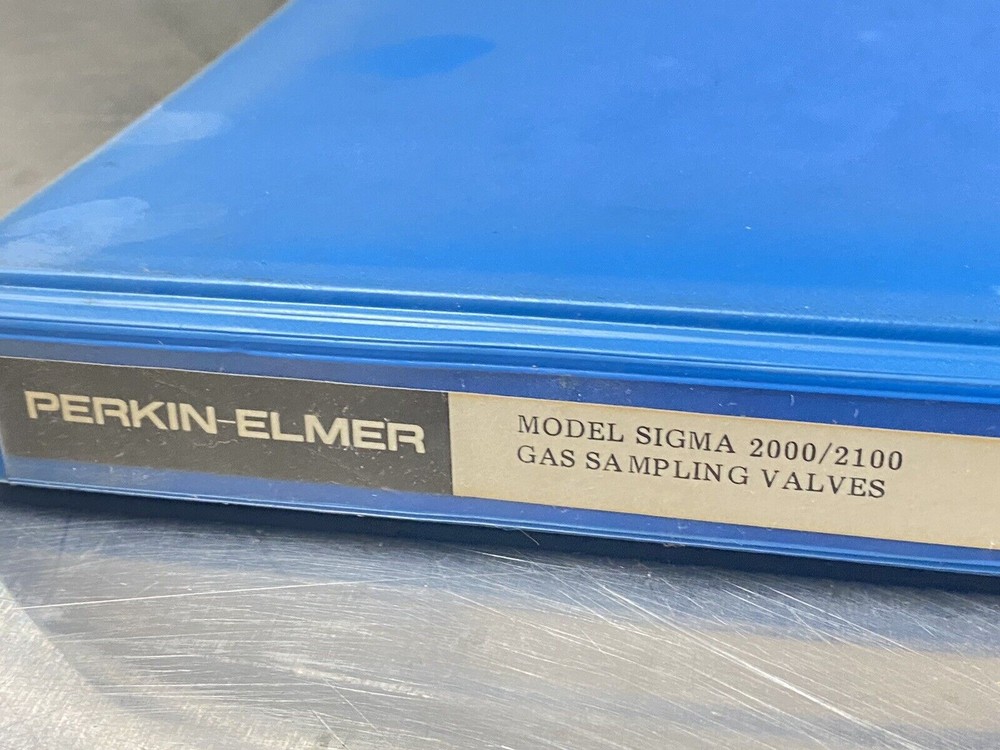 PERKIN-ELMER
MODEL SIGMA 2000/2100
GAS SAMPLING VALVES